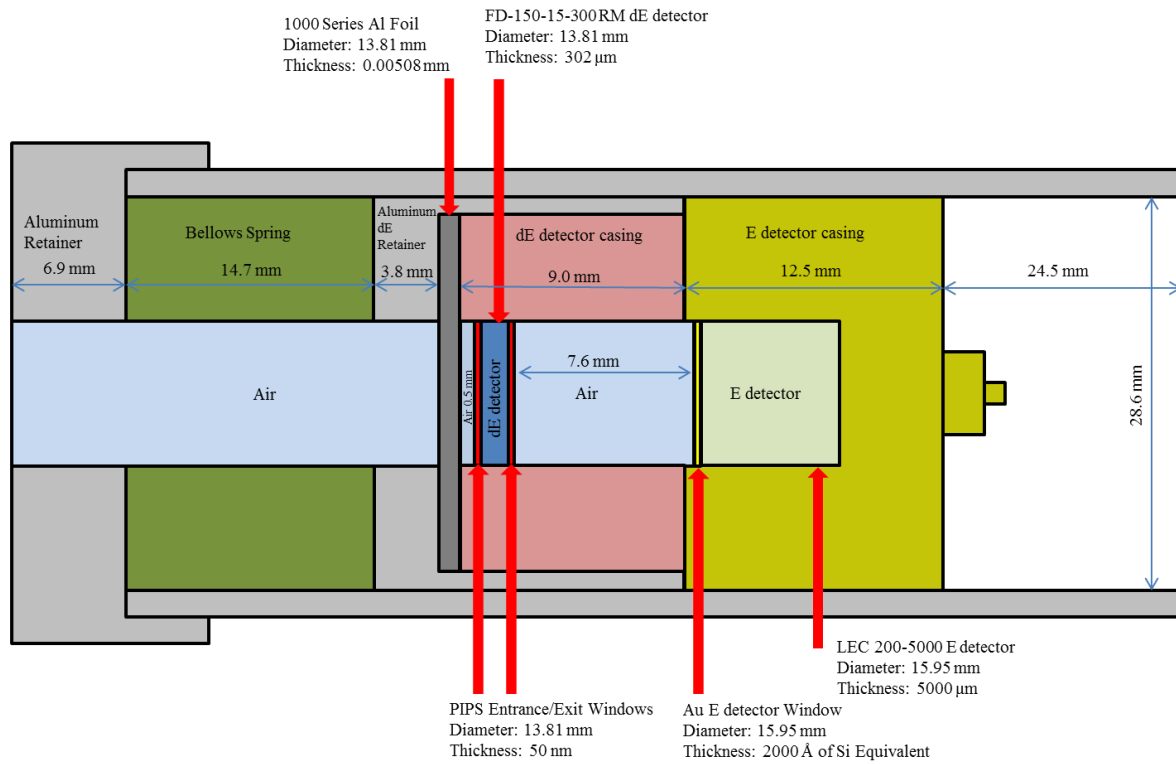 1000 Series Al Foil
Diameter: 13.81 mm
Thickness: 0.00508 mm
FD-150-15-300 RM dE detector
Diameter: 13.81 mm
Thickness: 302 μm
Aluminum
Retainer
6.9 mm
Bellows Spring
14.7 mm
Aluminum
dE
Retainer
3.8 mm
dE detector casing
9.0 mm
E detector casing
12.5 mm
24.5 mm
28.6 mm
Air
Air 0.5 mm
dE detector
7.6 mm
Air
E detector
PIPS Entrance/Exit Windows
Diameter: 13.81 mm
Thickness: 50 nm
Au E detector Window
Diameter: 15.95 mm
Thickness: 2000 Å of Si Equivalent
LEC 200-5000 E detector
Diameter: 15.95 mm
Thickness: 5000 μm